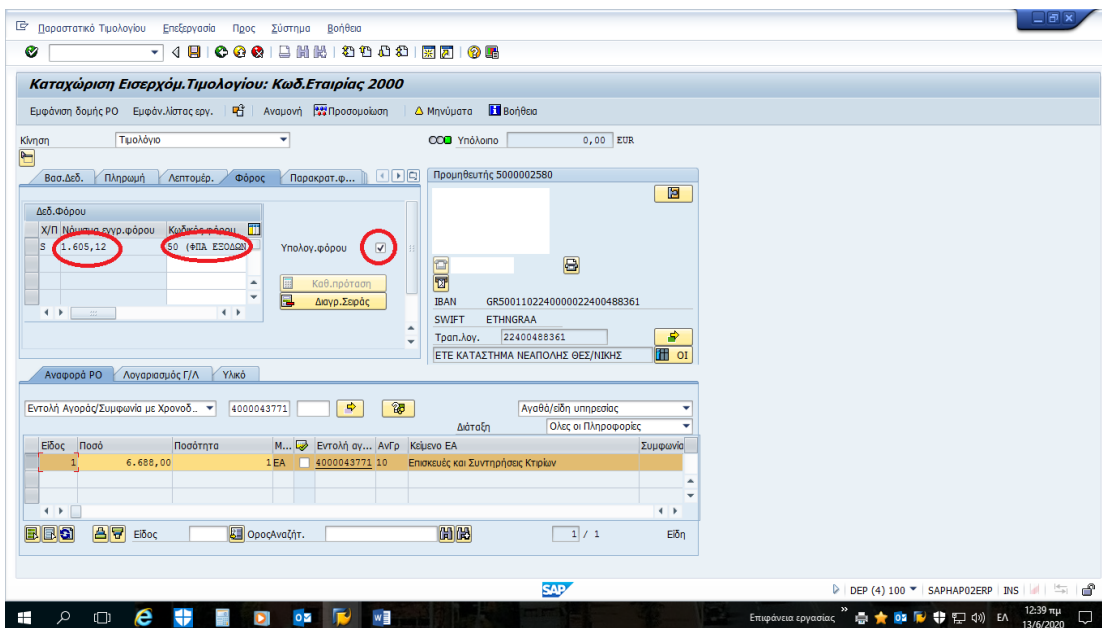 Παραστατικό Τιμολογίου Επεξεργασία Προς Σύστημα Βοήθεια
Καταχώριση Εισερχόμ.Τιμολογίου: Κωδ.Εταιρίας 2000
Εμφάνιση δομής PO Εμφάν.λίστας εργ. Αναμονή Προσομοίωση Μηνύματα Βοήθεια
Κίνηση Τιμολόγιο Υπόλοιπο 0,00 EUR
Βασ.Δεδ. Πληρωμή Λεπτομέρ. Φόρος Παρακρατ.φ... Προμηθευτής 5000002580
Δεδ.Φόρου
Χ/Π Νόμισμα εγγρ.φόρου Κωδικός φόρου
S 1.605,12 50 (ΦΠΑ ΕΞΟΔΩΝ Υπολογ.φόρου
Καθ.πρόταση
Διαγρ.Σειράς
IBAN GR5001102240000022400488361
SWIFT ETHNGRAA
Τραπ.λογ. 22400488361
ΕΤΕ ΚΑΤΑΣΤΗΜΑ ΝΕΑΠΟΛΗΣ ΘΕΣ/ΝΙΚΗΣ OI
Αναφορά PO Λογαριασμός Γ/Λ Υλικό
Εντολή Αγοράς/Συμφωνία με Χρονοδ.. 4000043771 Αγαθά/είδη υπηρεσίας
Διάταξη Ολες οι Πληροφορίες
Είδος Ποσό Ποσότητα Μ... Εντολή αγ... ΑνΓρ Κείμενο ΕΑ Συμφωνία
1 6.688,00 1 EA 4000043771 10 Επισκευές και Συντηρήσεις Κτιρίων
Είδος ΟροςΑναζήτ. 1 / 1 Είδη
SAP DEP (4) 100 SAPHAP02ERP INS
Επιφάνεια εργασίας » ΕΛ 12:39 πμ
13/6/2020